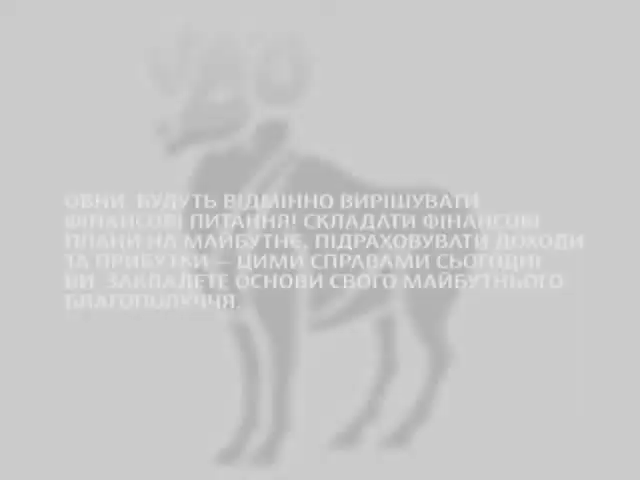 ОВНИ БУДУТЬ ВІДМІННО ВИРІШУВАТИ
ФІНАНСОВІ ПИТАННЯ! СКЛАДАТИ ФІНАНСОВІ
ПЛАНИ НА МАЙБУТНЄ, ПІДРАХОВУВАТИ ДОХОДИ
ТА ПРИБУТКИ — ЦИМИ СПРАВАМИ СЬОГОДНІ
ВИ ЗАКЛАДЕТЕ ОСНОВИ СВОГО МАЙБУТНЬОГО
БЛАГОПОЛУЧЧЯ.